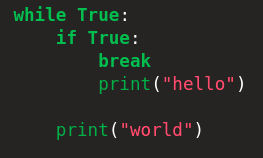 while True:
    if True:
        break
        print("hello")

    print("world")